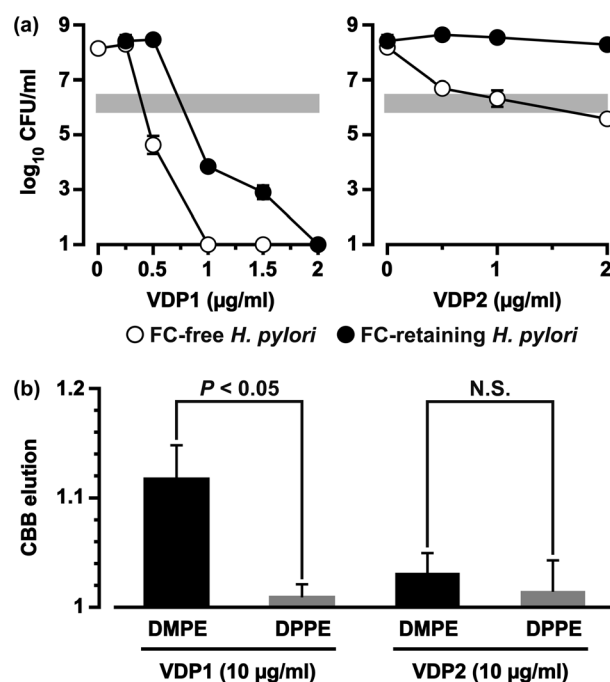 (a)
9
7
5
3
1
log10 CFU/ml
0 0.5 1 1.5 2
VDP1 (µg/ml)
9
7
5
3
1
0 1 2
VDP2 (µg/ml)
FC-free H. pylori FC-retaining H. pylori
(b)
1.2
1.1
1
CBB elution
P < 0.05 N.S.
DMPE DPPE DMPE DPPE
VDP1 (10 µg/ml) VDP2 (10 µg/ml)